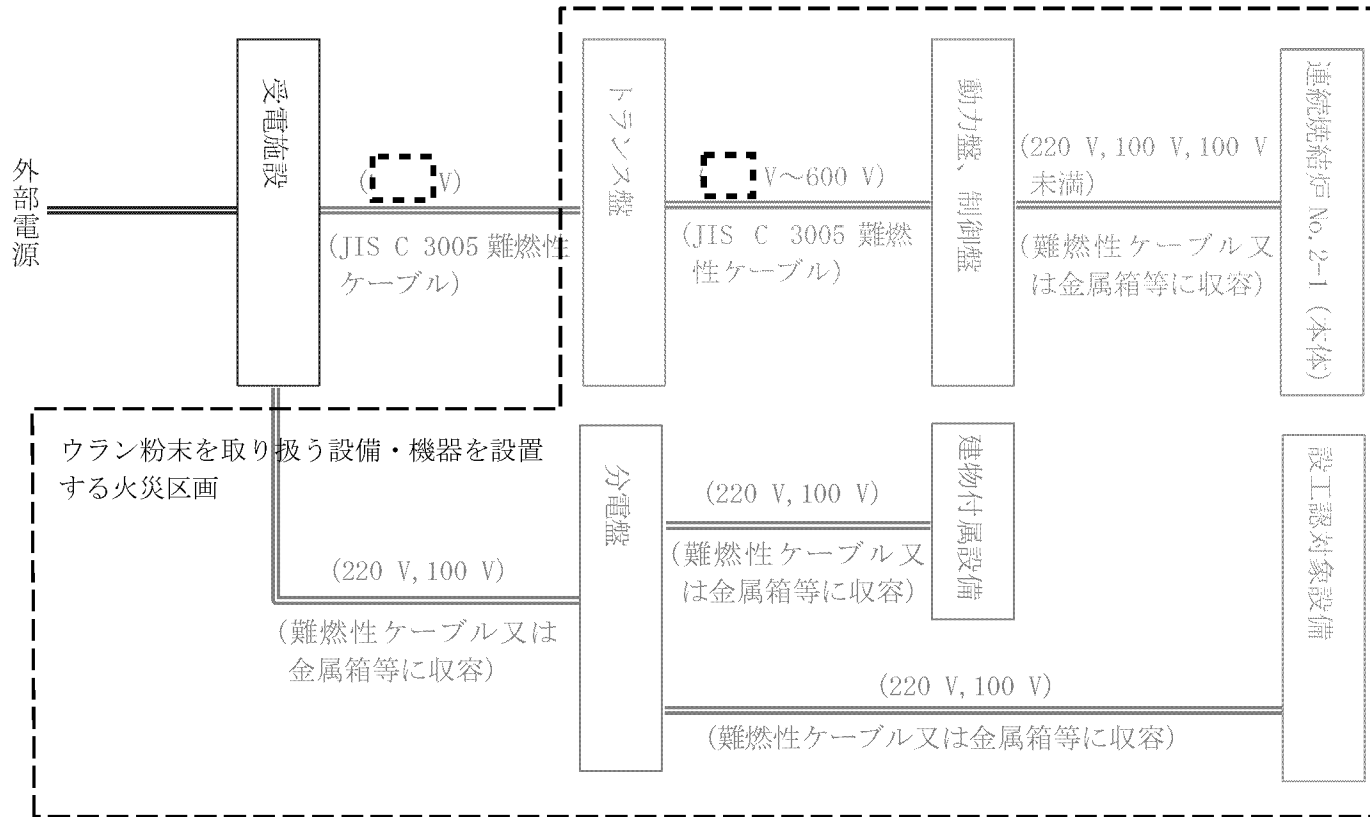 外部電源
受電施設
( V)
(JIS C 3005 難燃性
ケーブル)
トランス盤
V～600 V)
(JIS C 3005 難燃
性ケーブル)
動力盤、制御盤
(220 V, 100 V, 100 V
未満)
(難燃性ケーブル又
は金属箱等に収容)
連続焼結炉 No. 2-1 (本体)
ウラン粉末を取り扱う設備・機器を設置
する火災区画
(220 V, 100 V)
(難燃性ケーブル又は
金属箱等に収容)
分電盤
(220 V, 100 V)
(難燃性ケーブル又
は金属箱等に収容)
建物付属設備
(220 V, 100 V)
(難燃性ケーブル又は金属箱等に収容)
設工認対象設備